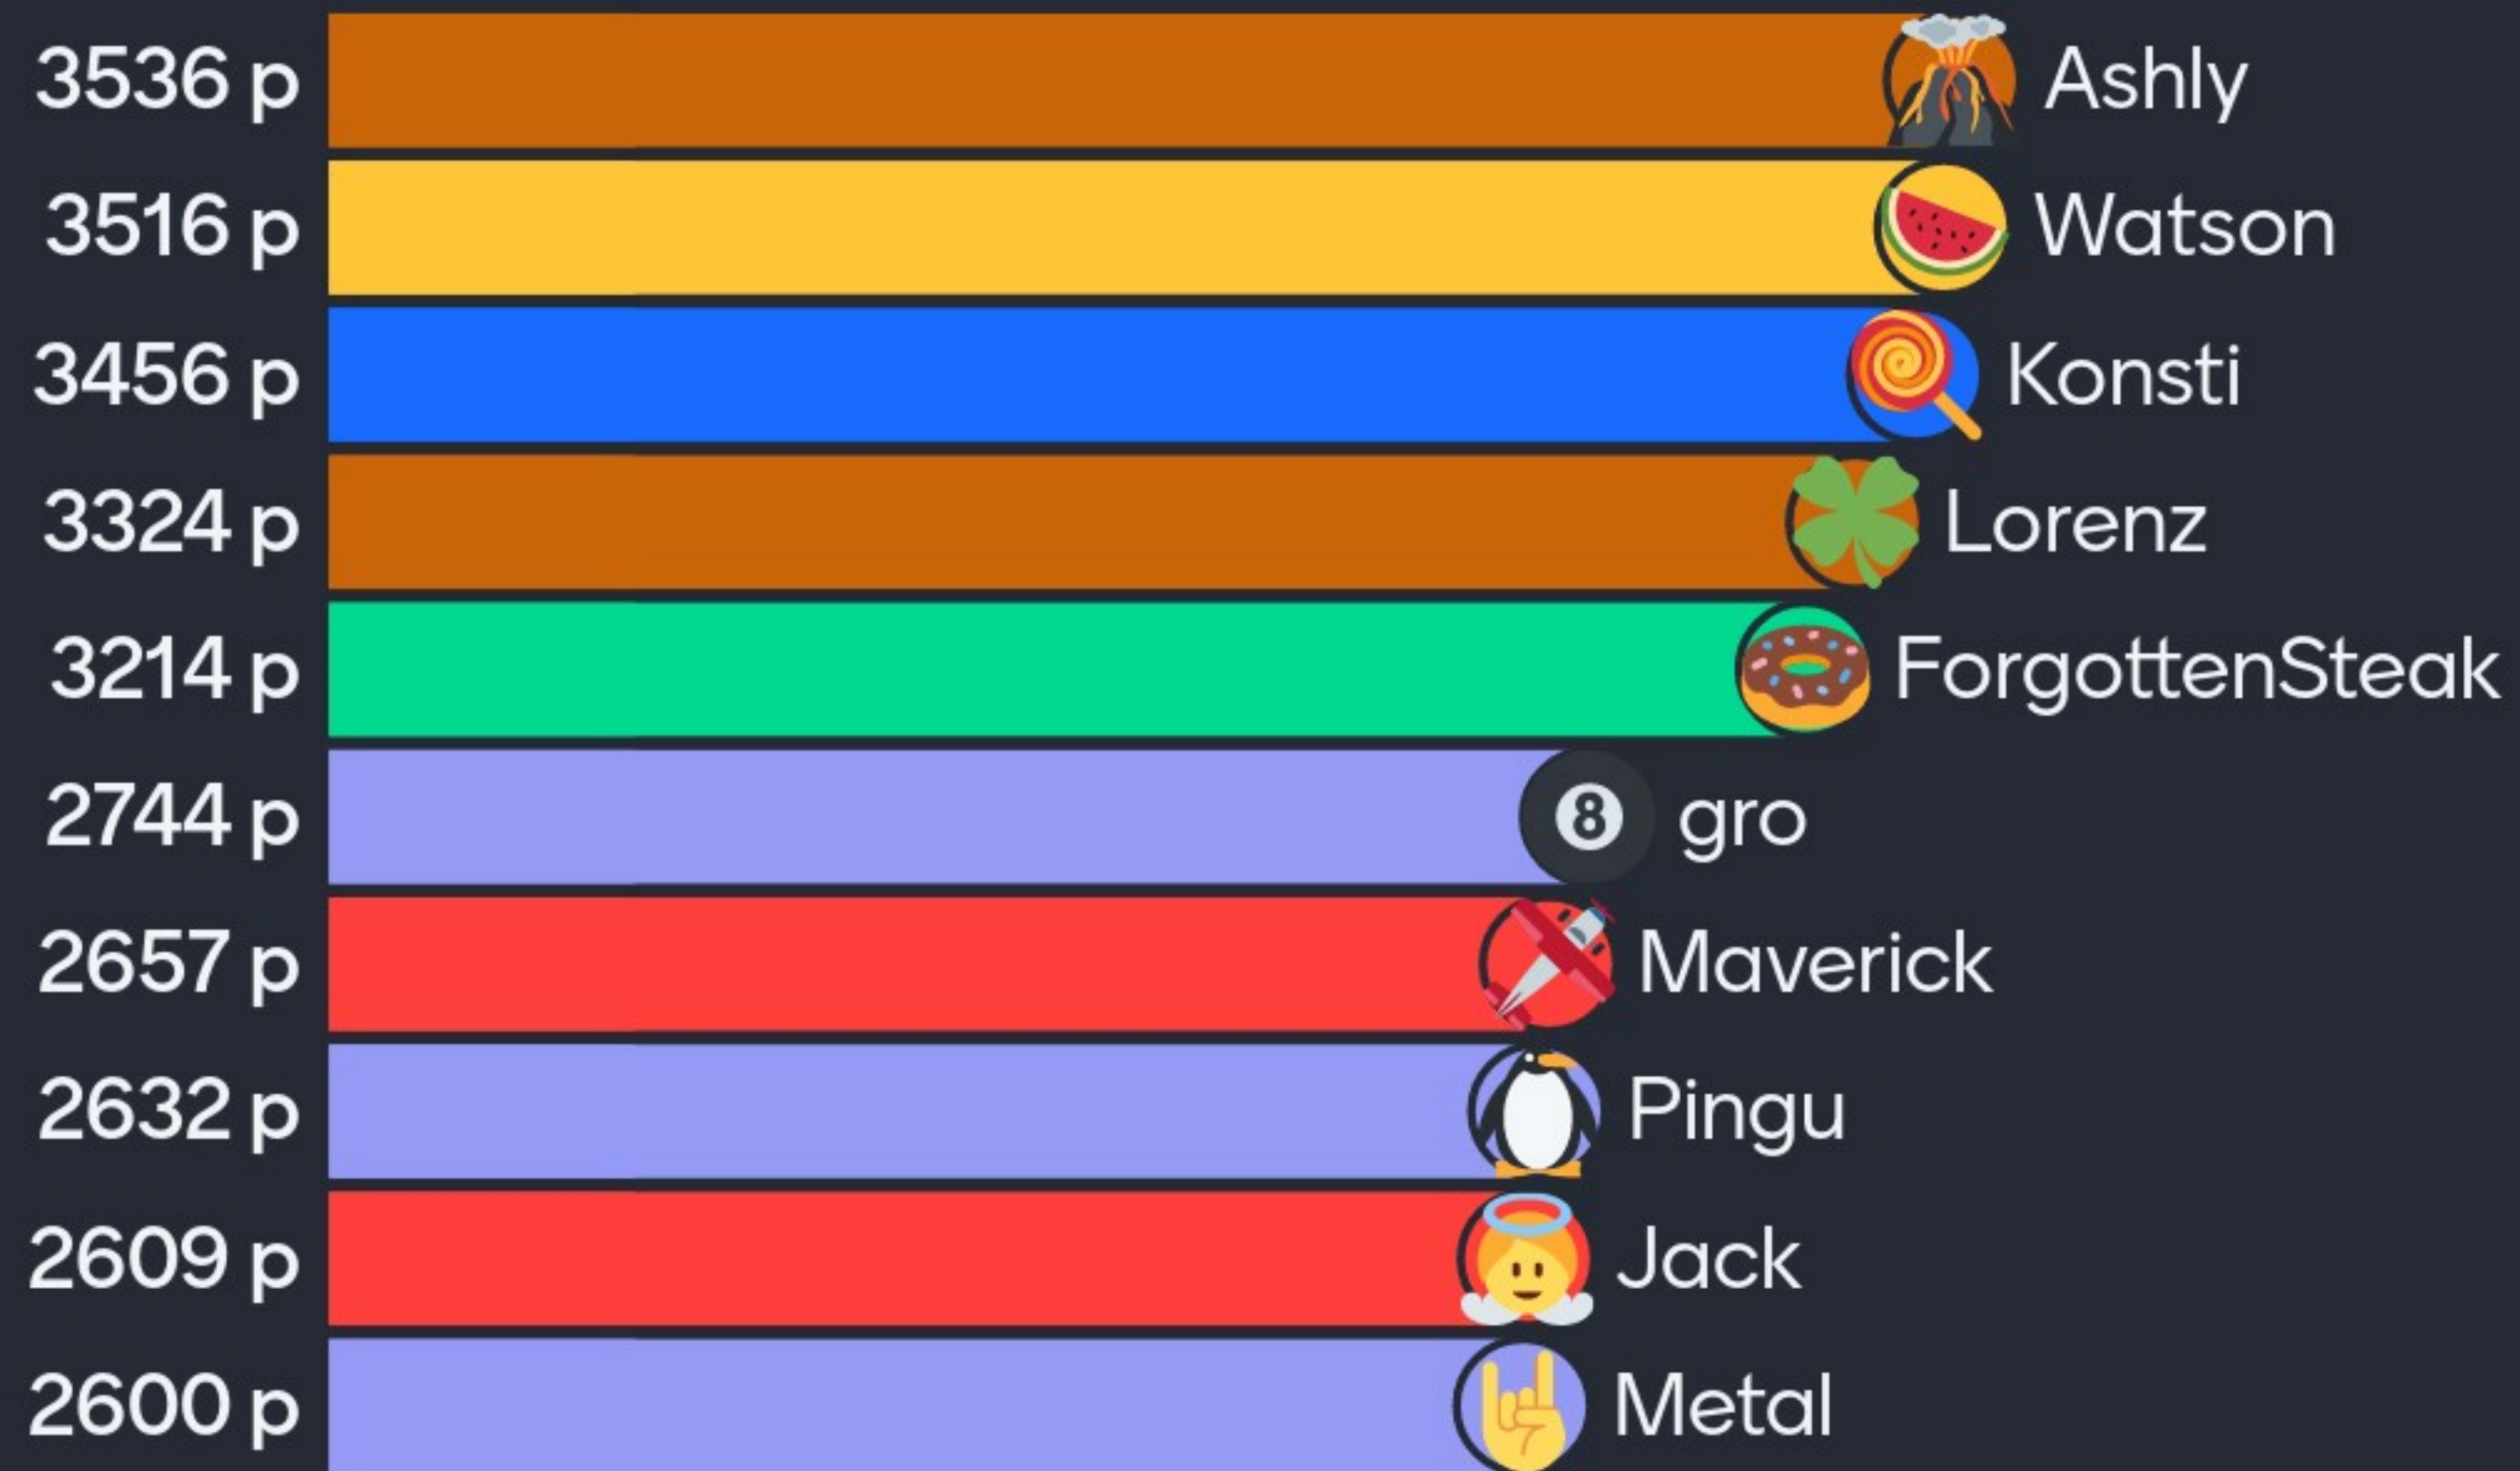 3536 p Ashly
3516 p Watson
3456 p Konsti
3324 p Lorenz
3214 p ForgottenSteak
2744 p 8 gro
2657 p Maverick
2632 p Pingu
2609 p Jack
2600 p Metal